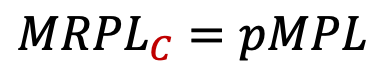 MRPL_C = pMPL